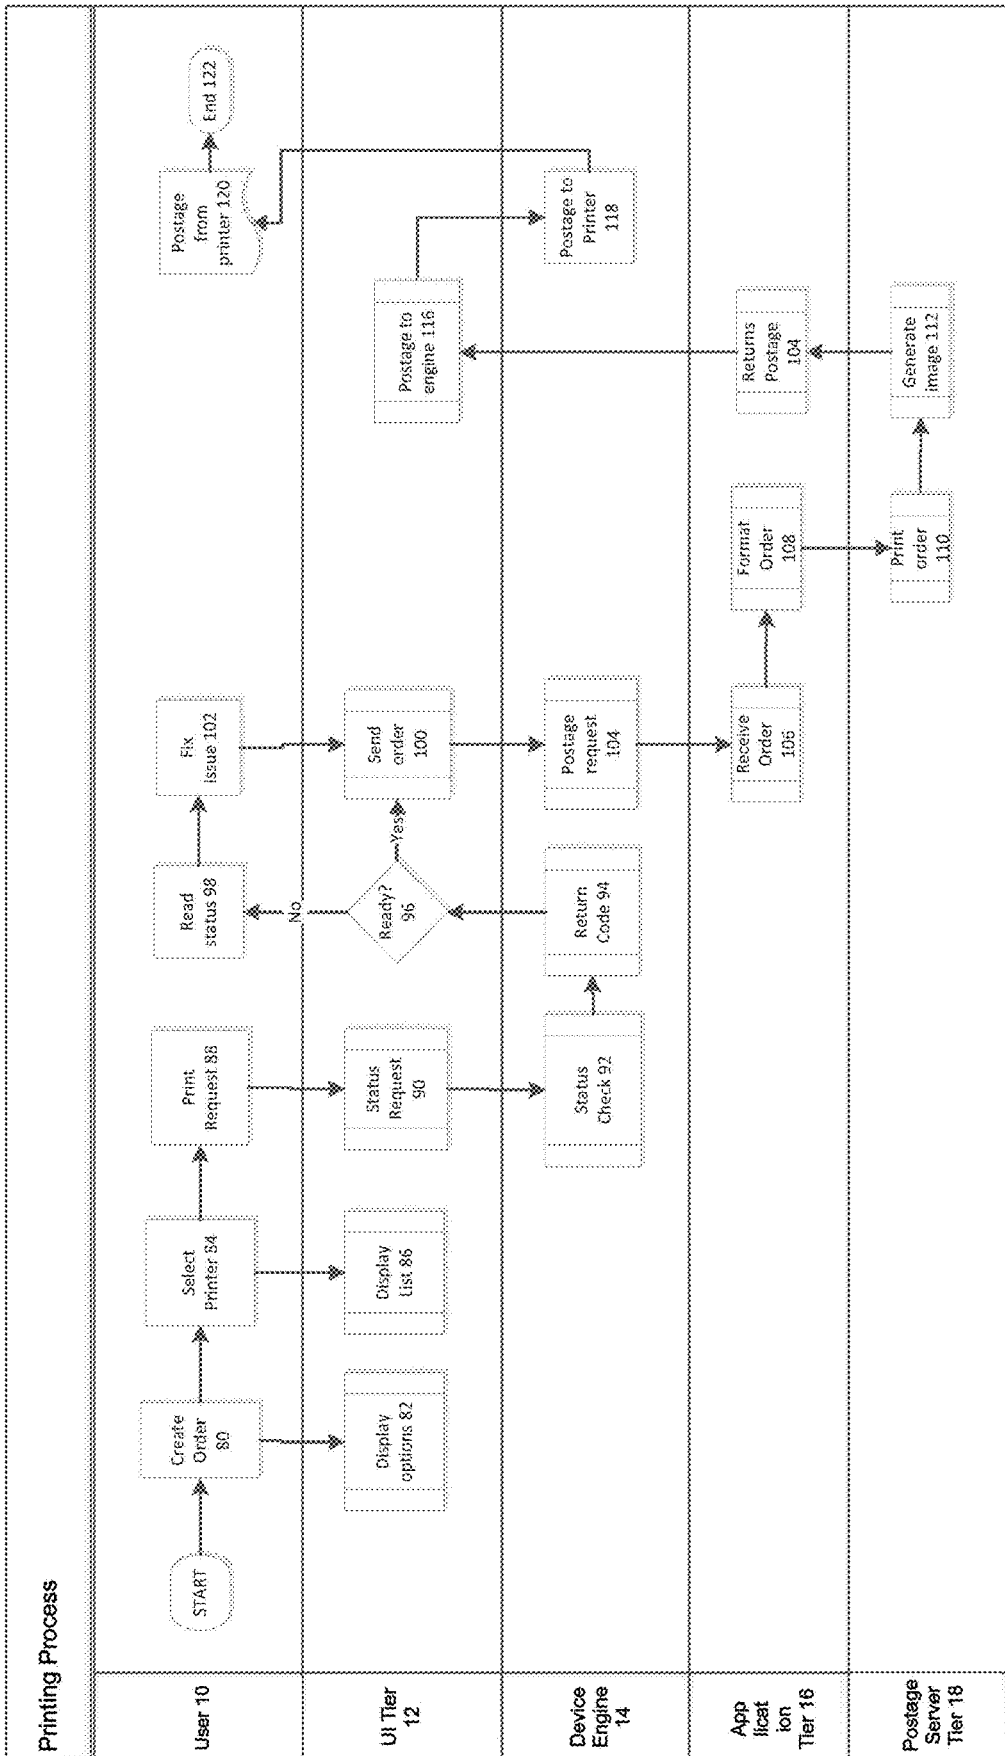 Printing Process
User 10
START
Create
Order
80
Select
Printer 84
Print
Request 88
Read
status 98
Fix
issue 102
Postage
from
printer 120
End 122
UI Tier
12
Display
options 82
Display
List 86
Status
Request
90
Ready?
96
No
Yes
Send
order
100
Postage to
engine 116
Device
Engine
14
Status
Check 92
Return
Code 94
Postage
request
104
Postage to
Printer
118
App
licat
ion
Tier 16
Receive
Order
106
Format
Order
108
Returns
Postage
104
Postage
Server
Tier 18
Print
order
110
Generate
image 112